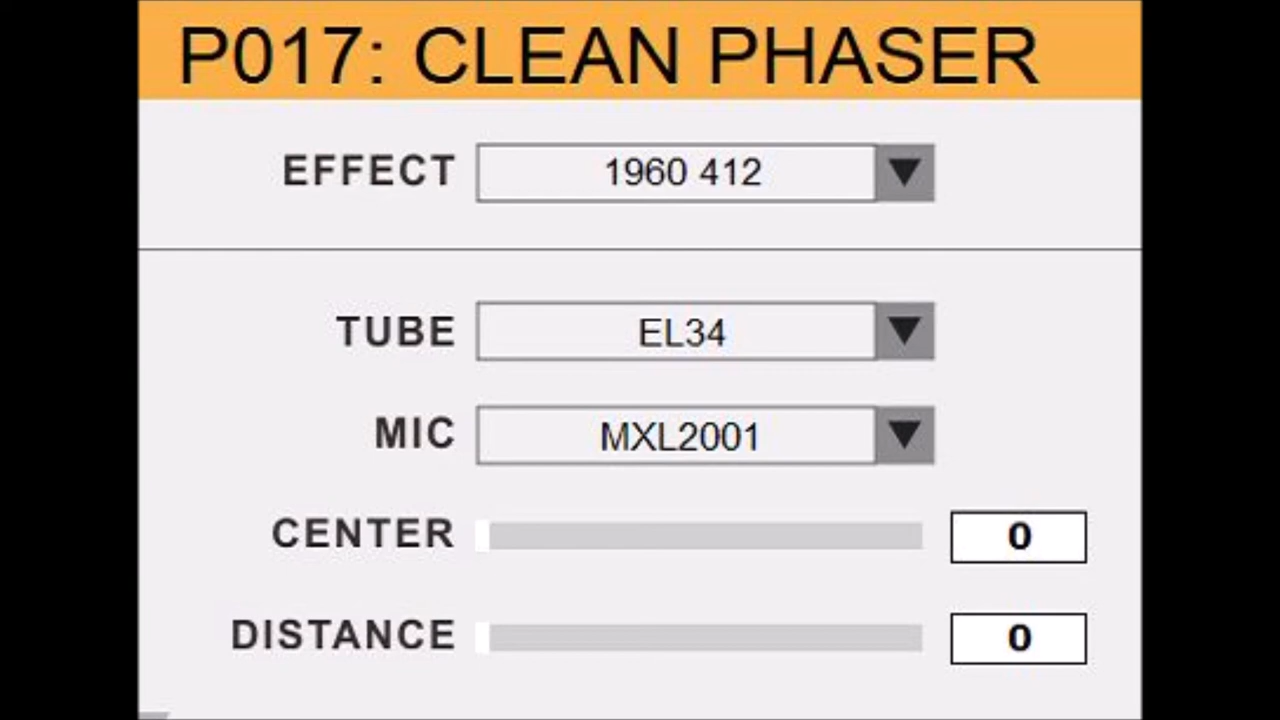 P017: CLEAN PHASER
EFFECT 1960 412
TUBE EL34
MIC MXL2001
CENTER 0
DISTANCE 0